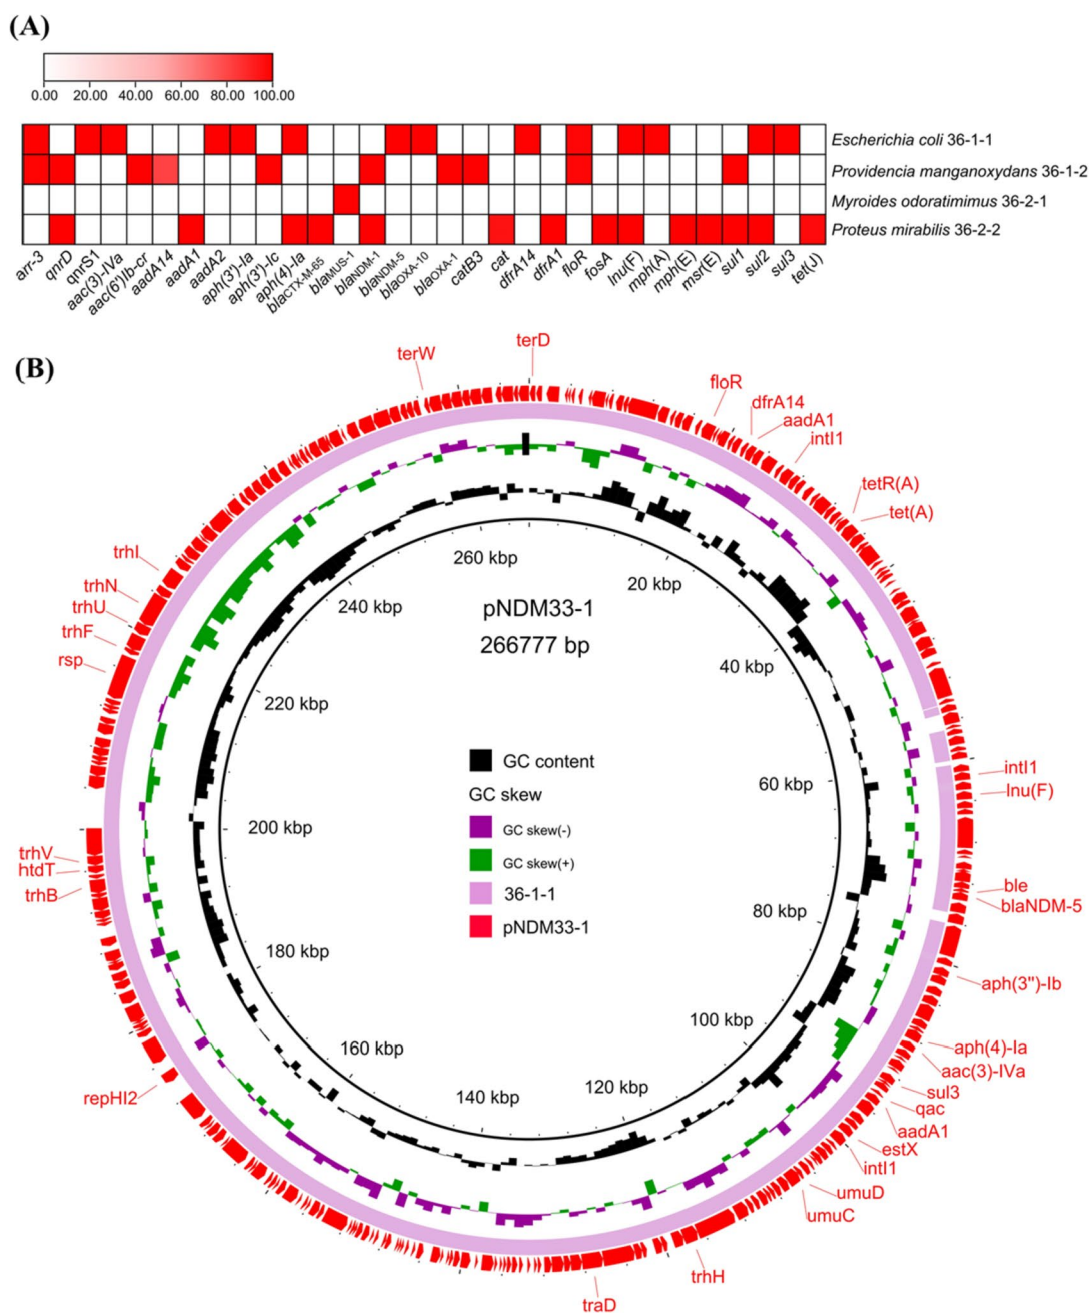 (A)
0.00 20.00 40.00 60.00 80.00 100.00
Escherichia coli 36-1-1
Providencia manganoxydans 36-1-2
Myroides odoratimimus 36-2-1
Proteus mirabilis 36-2-2
arr-3
qnrD
qnrS1
aac(3)-IVa
aac(6')Ib-cr
aadA14
aadA1
aadA2
aph(3')-Ia
aph(3')-Ic
aph(4)-Ia
blaCTX-M-65
blaMUS-1
blaNDM-1
blaNDM-5
blaOXA-10
blaOXA-1
catB3
cat
dfrA14
dfrA1
floR
fosA
lnu(F)
mph(A)
mph(E)
msr(E)
sul1
sul2
sul3
tet(J)
(B)
terW
terD
floR
dfrA14
aadA1
intI1
tetR(A)
tet(A)
intI1
lnu(F)
ble
blaNDM-5
aph(3")-Ib
aph(4)-Ia
aac(3)-IVa
sul3
qac
aadA1
estX
intI1
umuD
umuC
trhH
traD
repHI2
trhB
htdT
trhV
rsp
trhF
trhU
trhN
trhI
260 kbp
20 kbp
40 kbp
60 kbp
80 kbp
100 kbp
120 kbp
140 kbp
160 kbp
180 kbp
200 kbp
220 kbp
240 kbp
pNDM33-1
266777 bp
GC content
GC skew
GC skew(-)
GC skew(+)
36-1-1
pNDM33-1